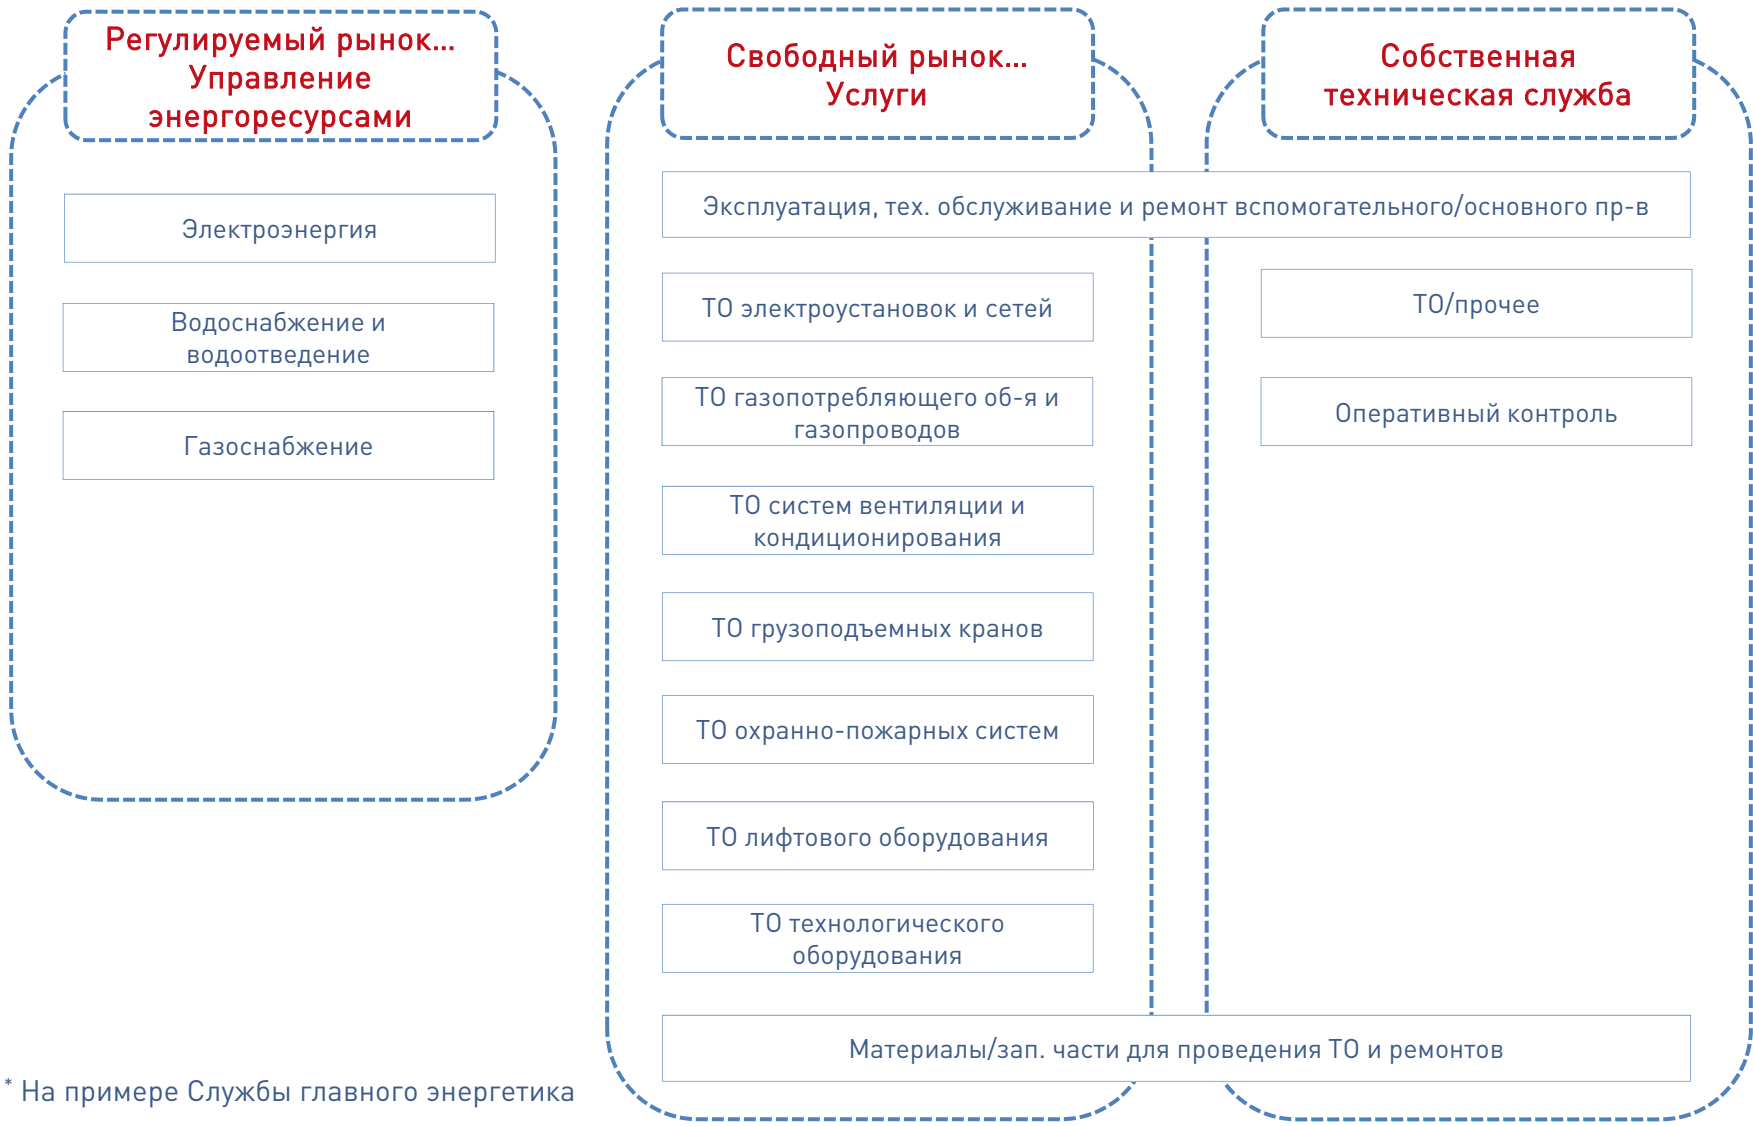 Регулируемый рынок...
Управление
энергоресурсами
Электроэнергия
Водоснабжение и
водоотведение
Газоснабжение
Свободный рынок...
Услуги
Собственная
техническая служба
Эксплуатация, тех. обслуживание и ремонт вспомогательного/основного пр-в
ТО электроустановок и сетей
ТО газопотребляющего об-я и
газопроводов
ТО систем вентиляции и
кондиционирования
ТО грузоподъемных кранов
ТО охранно-пожарных систем
ТО лифтового оборудования
ТО технологического
оборудования
ТО/прочее
Оперативный контроль
Материалы/зап. части для проведения ТО и ремонтов
* На примере Службы главного энергетика